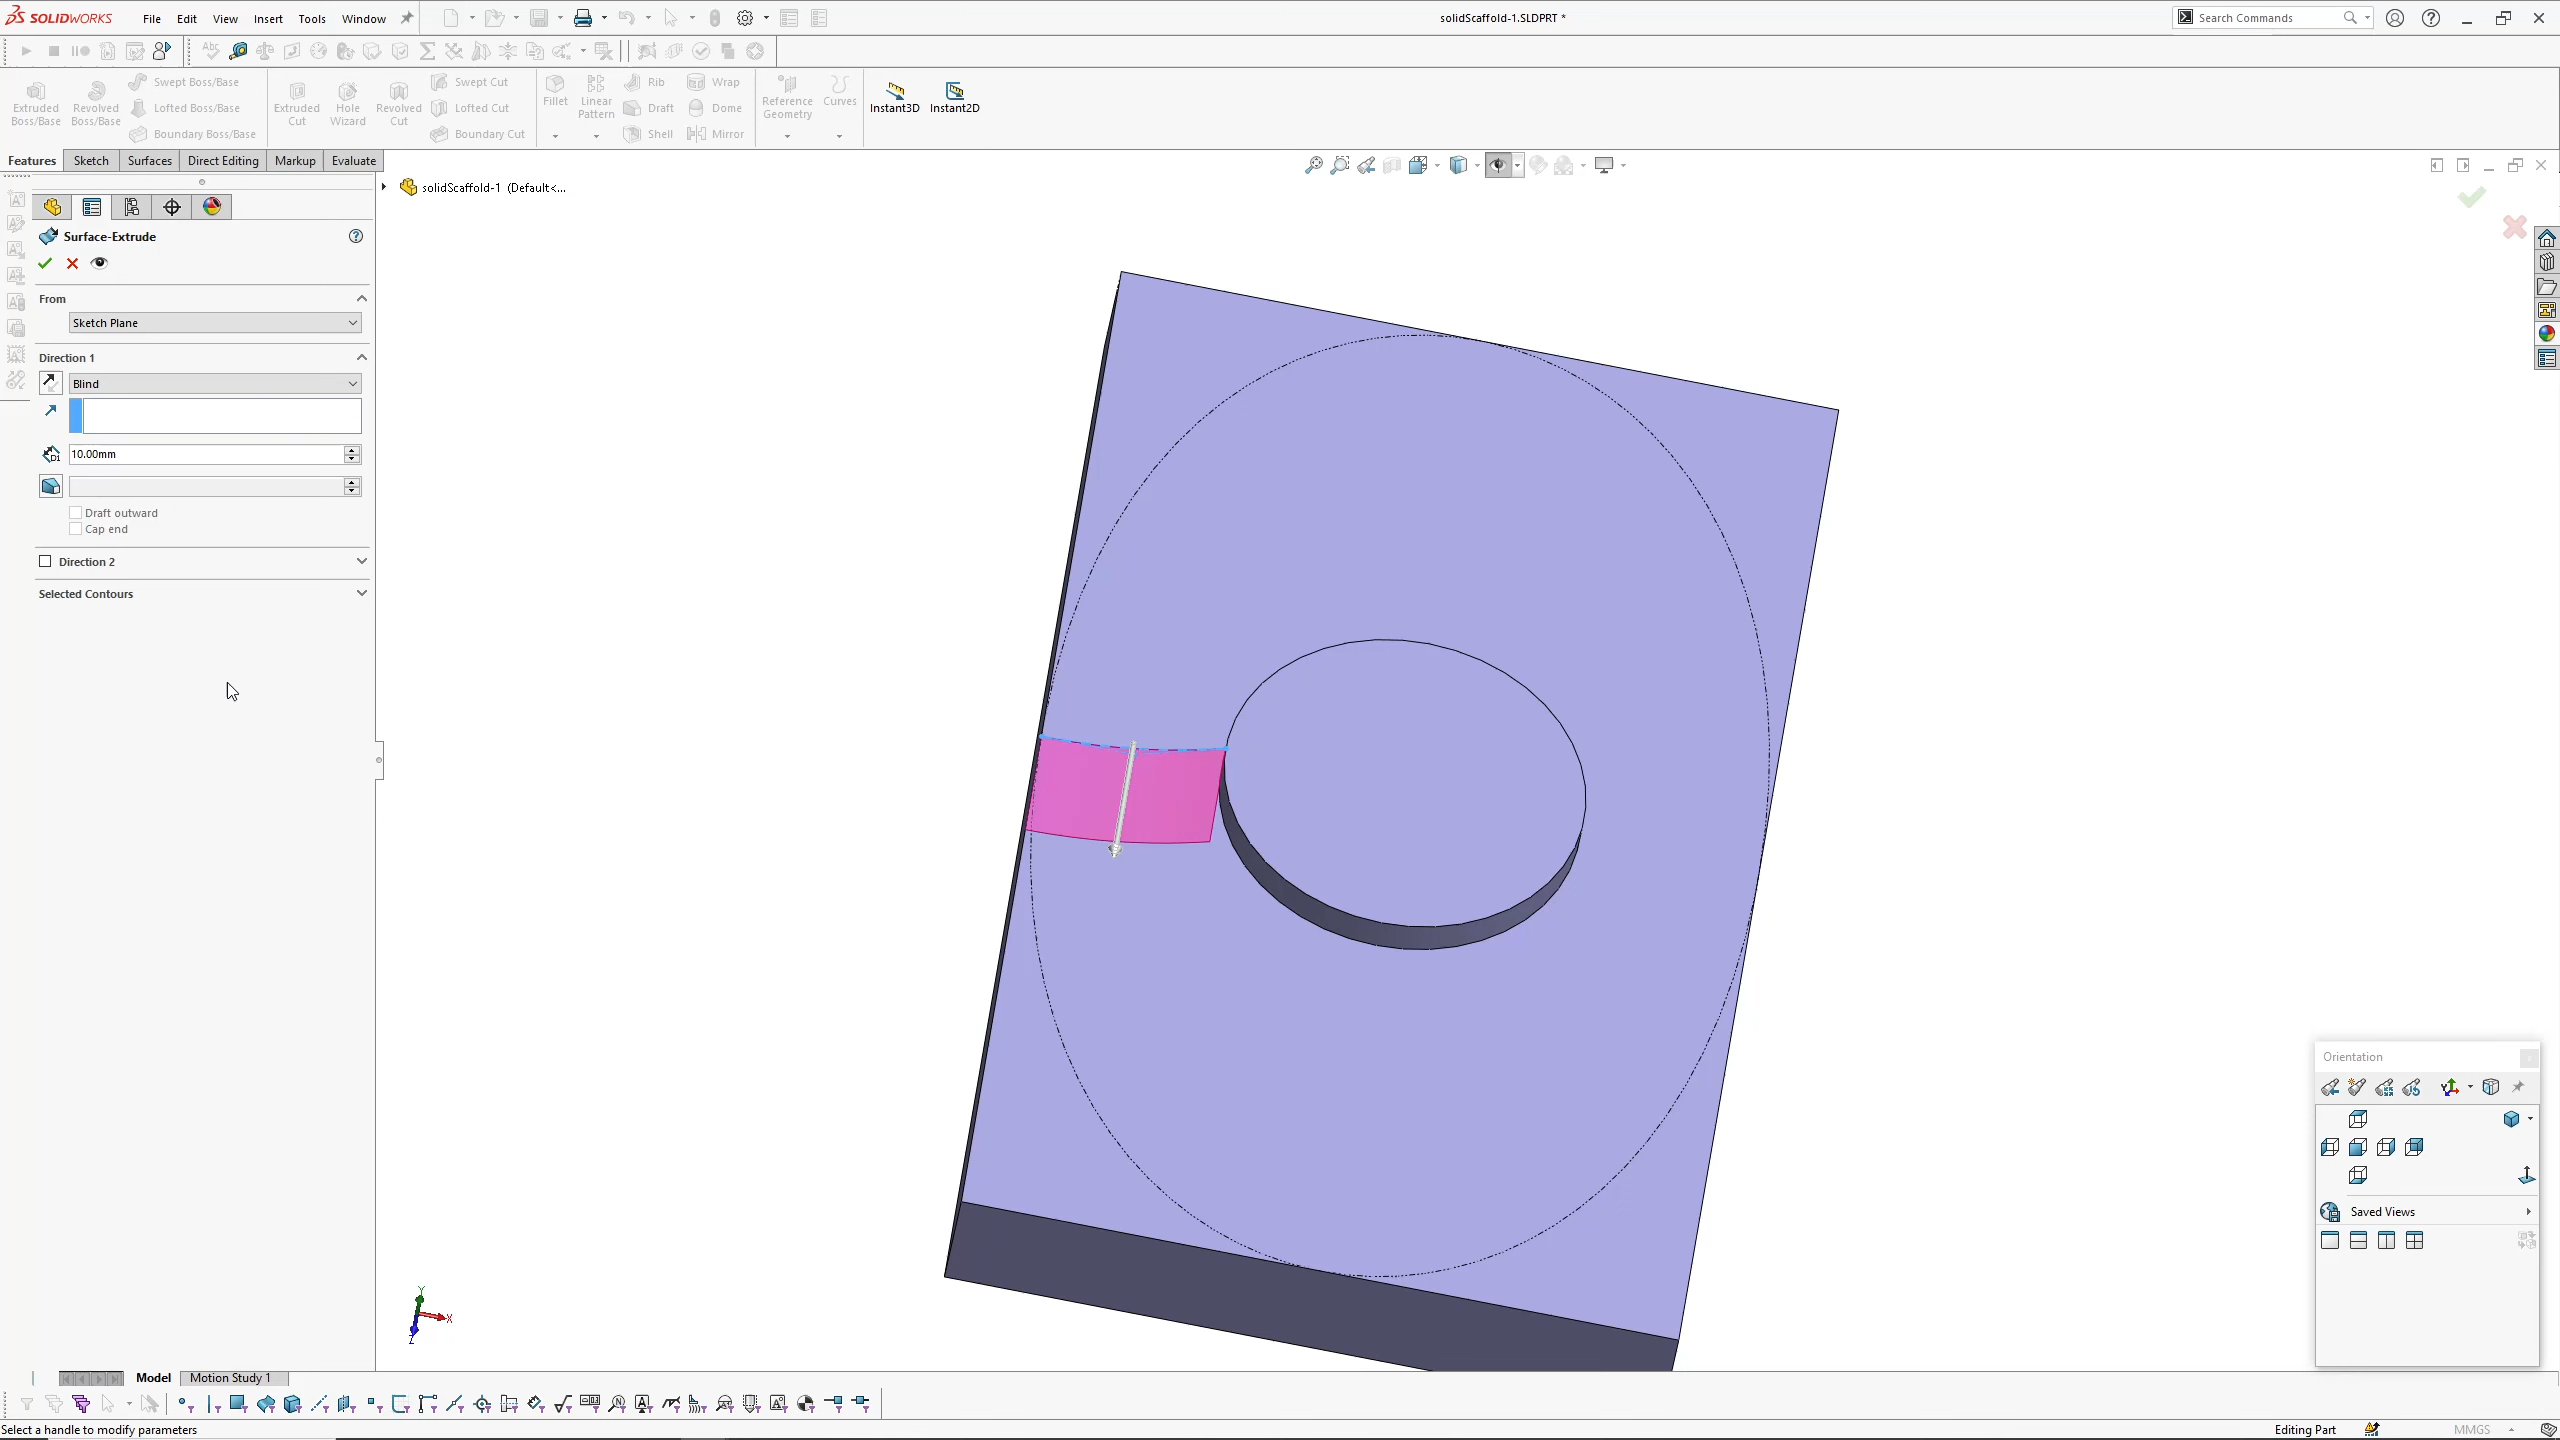 SOLIDWORKS File Edit View Insert Tools Window solidScaffold-1.SLDPRT * Search Commands
Extruded Boss/Base
Revolved Boss/Base
Swept Boss/Base
Lofted Boss/Base
Boundary Boss/Base
Extruded Cut
Hole Wizard
Revolved Cut
Swept Cut
Lofted Cut
Boundary Cut
Fillet
Linear Pattern
Rib
Draft
Shell
Wrap
Dome
Mirror
Reference Geometry
Curves
Instant3D
Instant2D
Features Sketch Surfaces Direct Editing Markup Evaluate
solidScaffold-1 (Default<...
Surface-Extrude
From
Sketch Plane
Direction 1
Blind
10.00mm
Draft outward
Cap end
Direction 2
Selected Contours
Orientation
Saved Views
Y
X
Z
Model Motion Study 1
Select a handle to modify parameters Editing Part MMGS